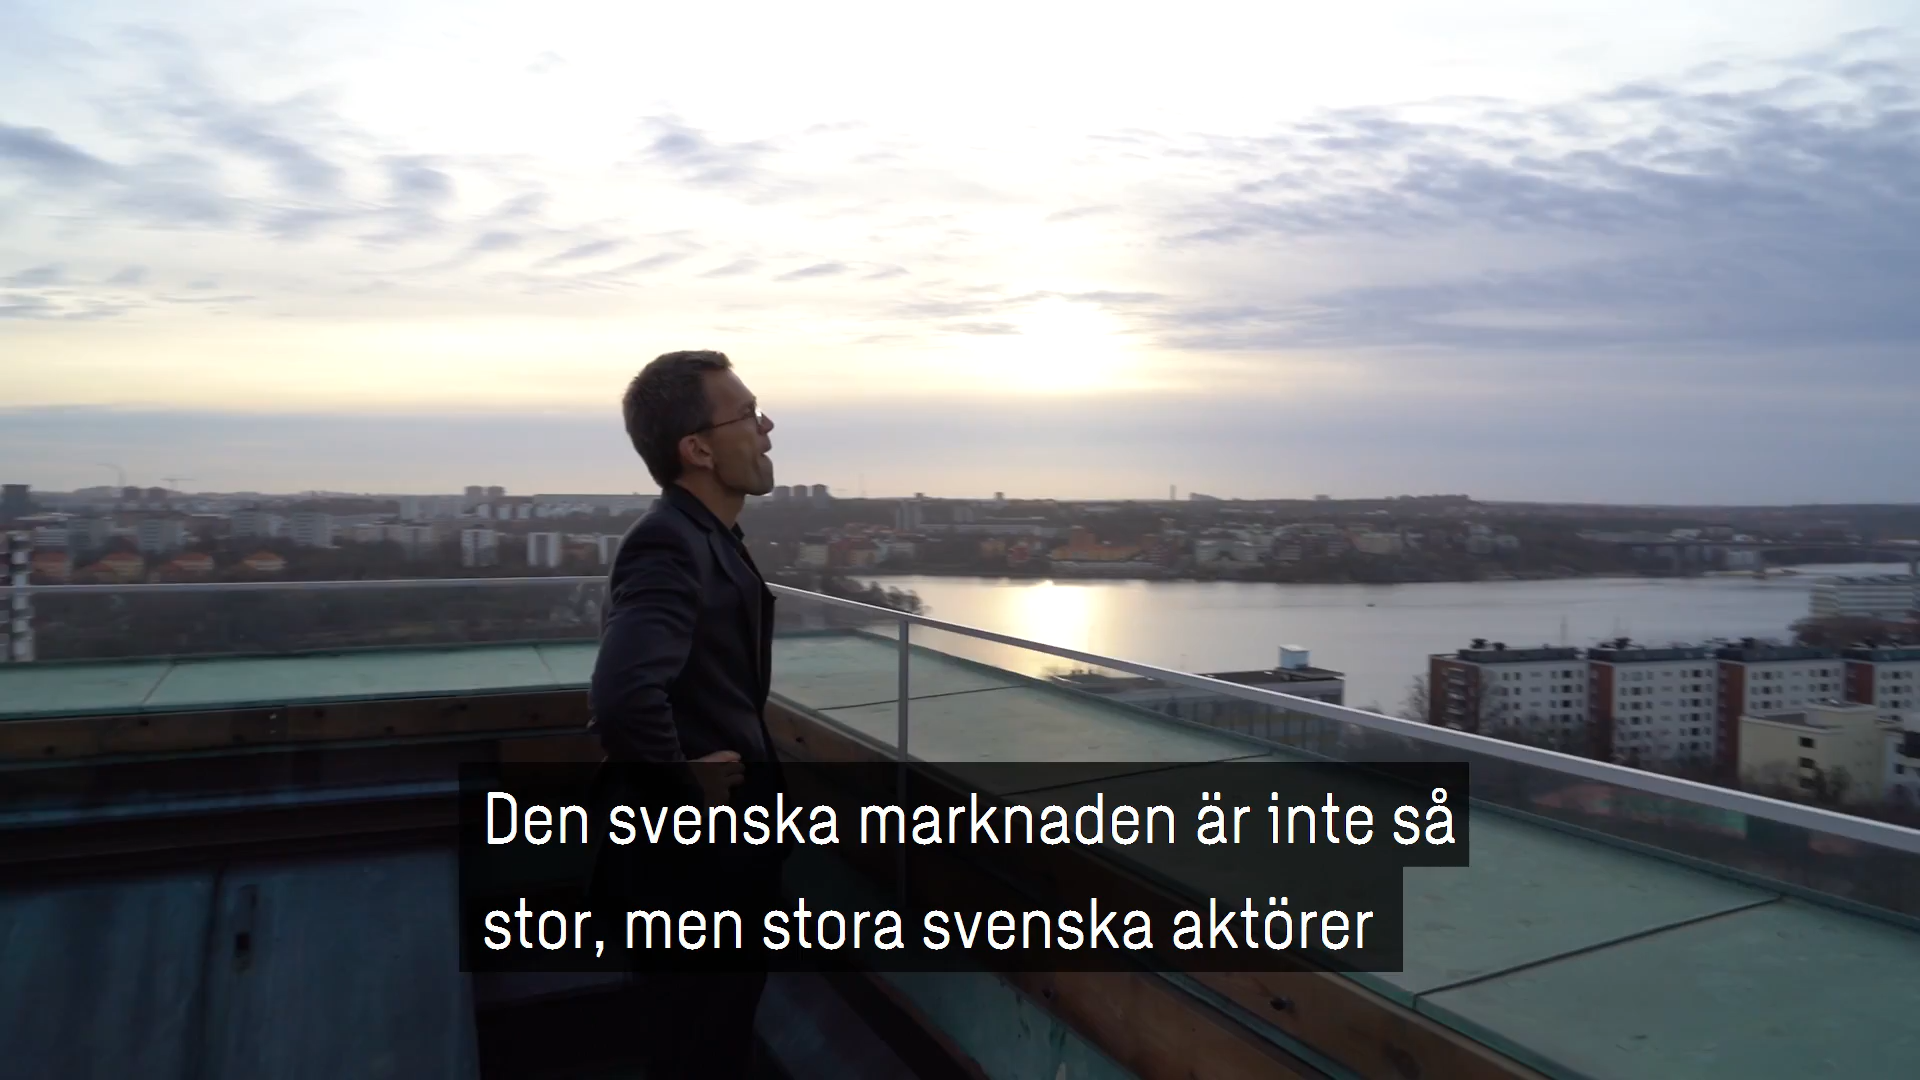 Den svenska marknaden är inte så
stor, men stora svenska aktörer